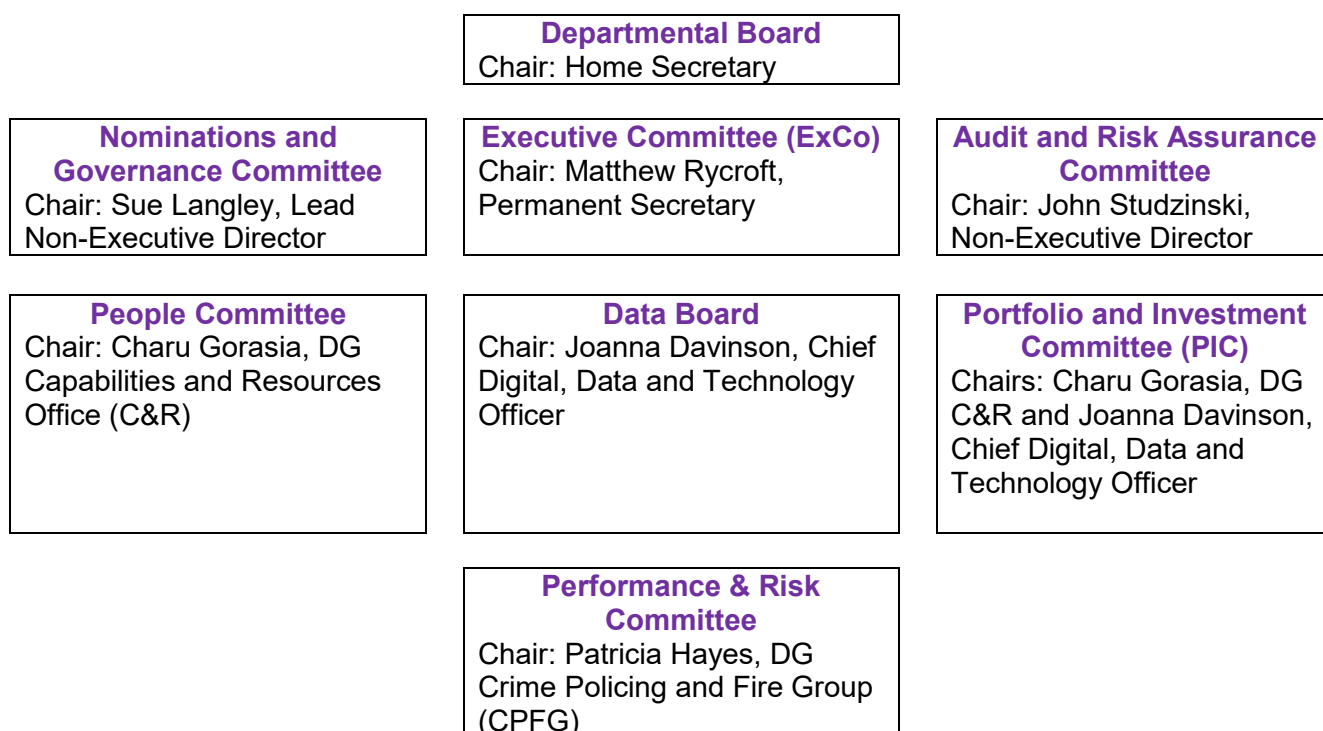 Departmental Board
Chair: Home Secretary
Nominations and
Governance Committee
Chair: Sue Langley, Lead
Non-Executive Director
Executive Committee (ExCo)
Chair: Matthew Rycroft,
Permanent Secretary
Audit and Risk Assurance
Committee
Chair: John Studzinski,
Non-Executive Director
People Committee
Chair: Charu Gorasia, DG
Capabilities and Resources
Office (C&R)
Data Board
Chair: Joanna Davinson, Chief
Digital, Data and Technology
Officer
Portfolio and Investment
Committee (PIC)
Chairs: Charu Gorasia, DG
C&R and Joanna Davinson,
Chief Digital, Data and
Technology Officer
Performance & Risk
Committee
Chair: Patricia Hayes, DG
Crime Policing and Fire Group
(CPFG)